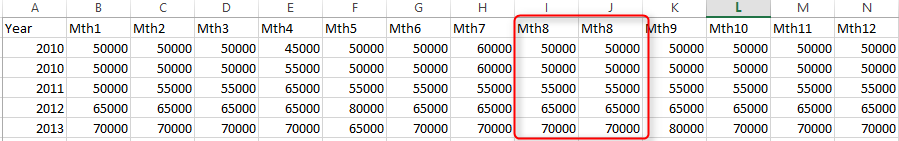 A B C D E F G H I J K L M N
Year Mth1 Mth2 Mth3 Mth4 Mth5 Mth6 Mth7 Mth8 Mth8 Mth9 Mth10 Mth11 Mth12
2010 50000 50000 50000 45000 50000 50000 60000 50000 50000 50000 50000 50000 50000
2010 50000 50000 50000 55000 50000 50000 60000 50000 50000 50000 50000 50000 50000
2011 50000 55000 55000 65000 55000 55000 55000 55000 55000 55000 55000 55000 55000
2012 65000 65000 65000 65000 80000 65000 65000 65000 65000 65000 65000 65000 65000
2013 70000 70000 70000 70000 65000 70000 70000 70000 70000 80000 70000 70000 70000